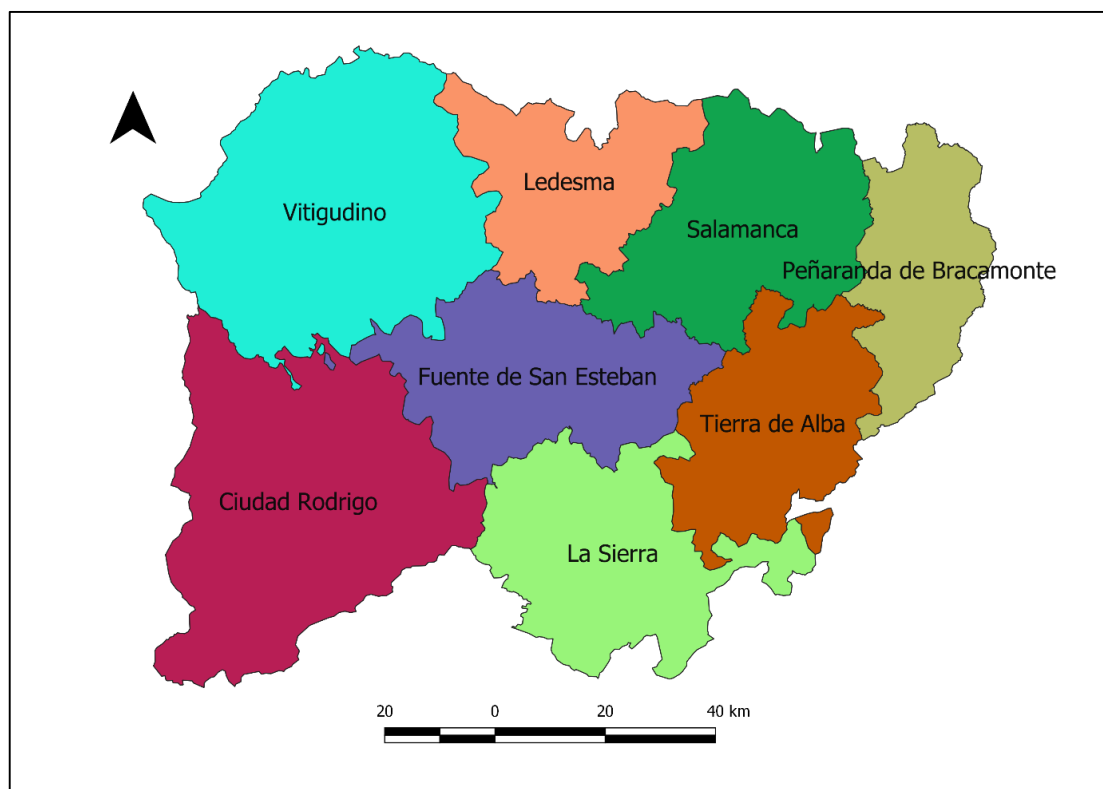 Ledesma
Vitigudino
Salamanca
Peñaranda de Bracamonte
Fuente de San Esteban
Tierra de Alba
Ciudad Rodrigo
La Sierra
20 0 20 40 km